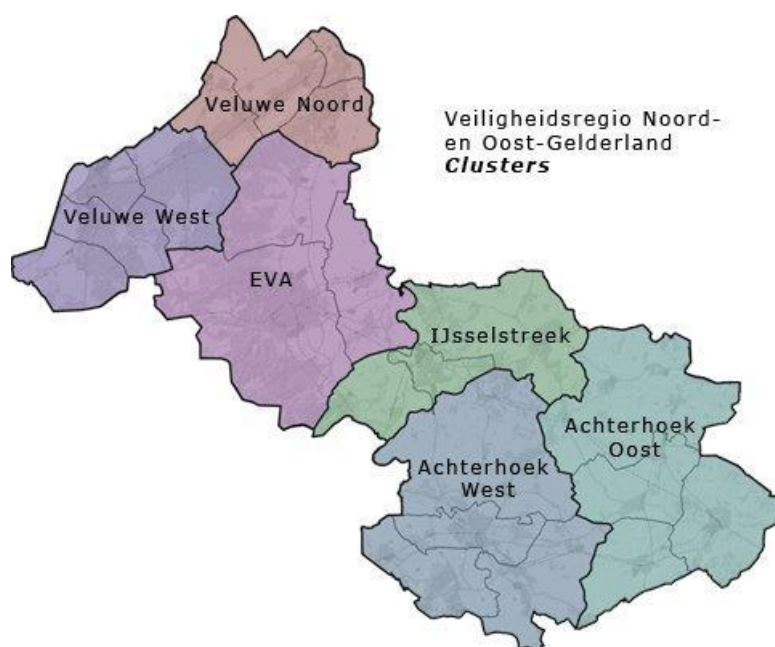 Veluwe Noord
Veiligheidsregio Noord-
en Oost-Gelderland
Clusters
Veluwe West
EVA
IJsselstreek
Achterhoek
Oost
Achterhoek
West